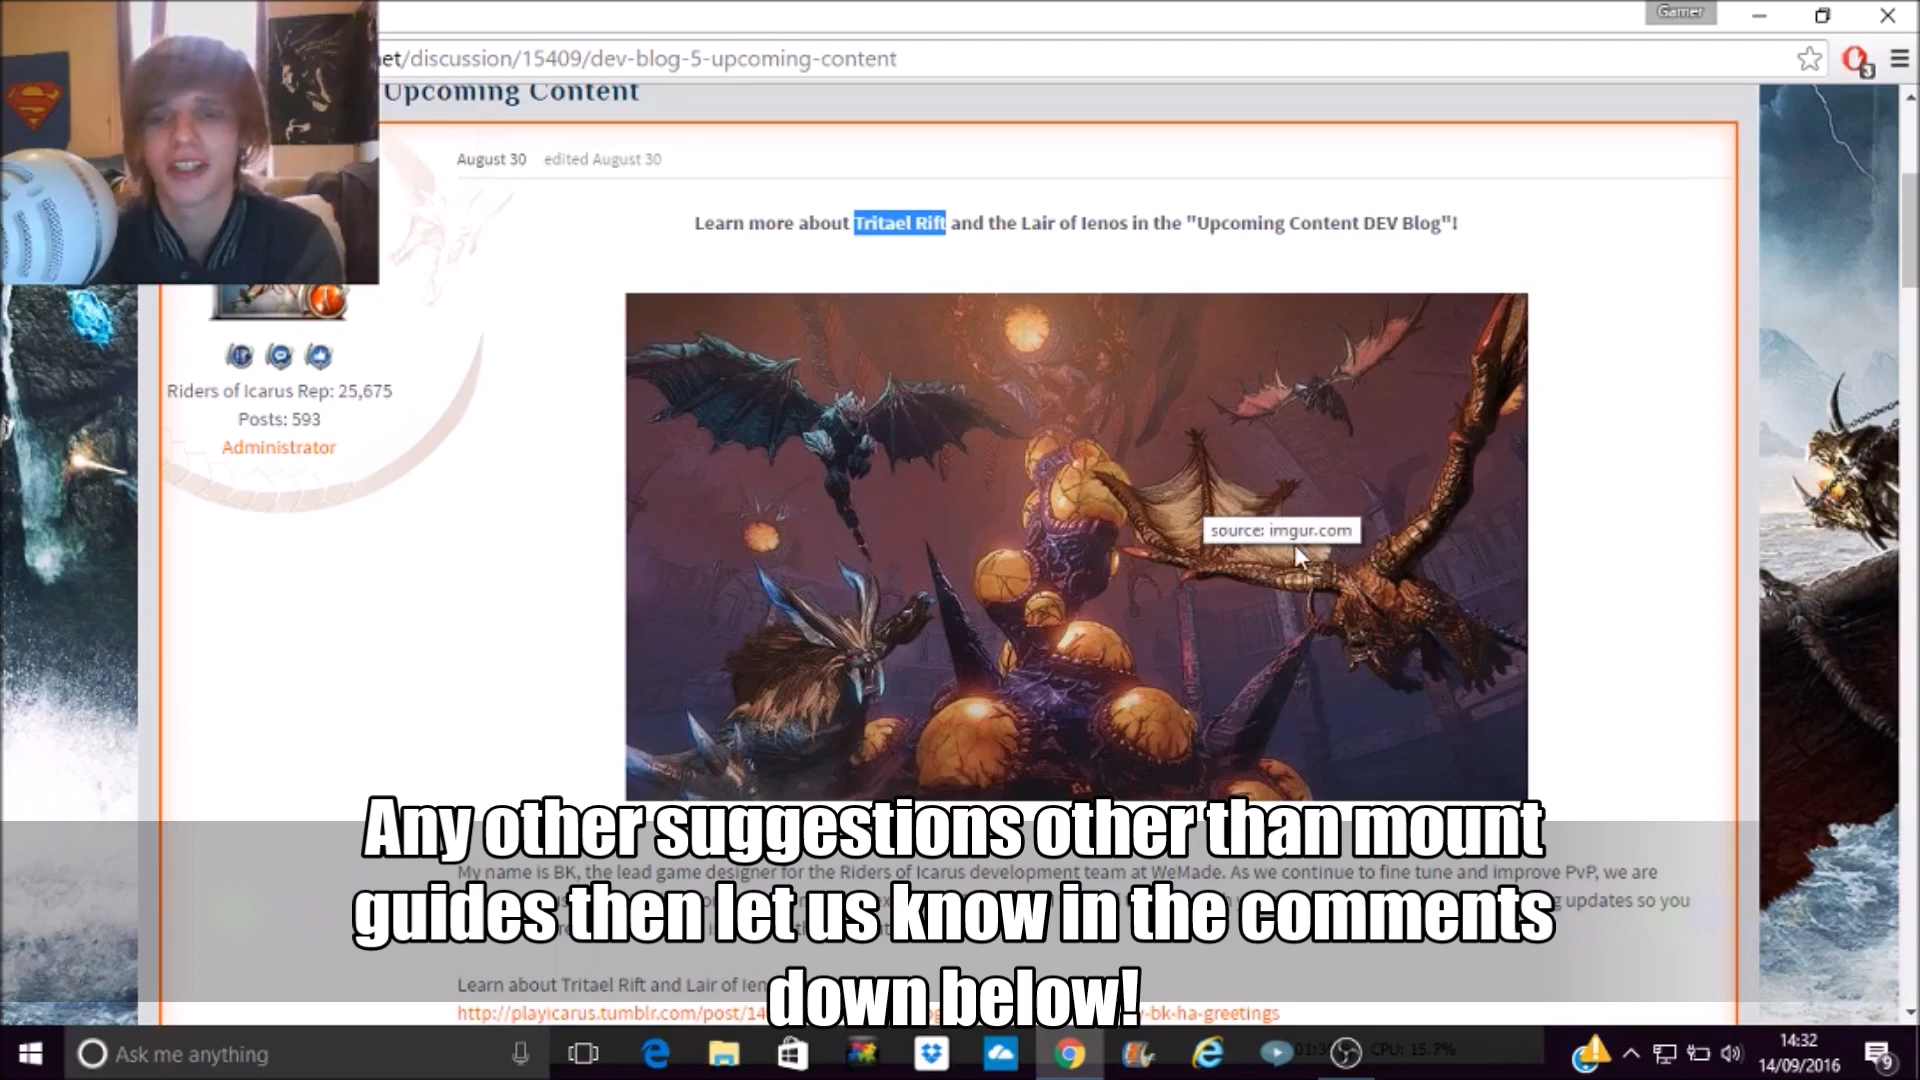 Gamer
et/discussion/15409/dev-blog-5-upcoming-content
3
Upcoming Content
August 30 edited August 30
Learn more about Tritael Rift and the Lair of Ienos in the "Upcoming Content DEV Blog"!
Riders of Icarus Rep: 25,675
Posts: 593
Administrator
source: imgur.com
My name is BK, the lead game designer for the Riders of Icarus development team at WeMade. As we continue to fine tune and improve PvP, we are
updates so you
Any other suggestions other than mount
guides then let us know in the comments
down below!
Learn about Tritael Rift and Lair of Ien
http://playicarus.tumblr.com/post/14
-bk-ha-greetings
Ask me anything
CPU: 15.7%
14:32
14/09/2016
9